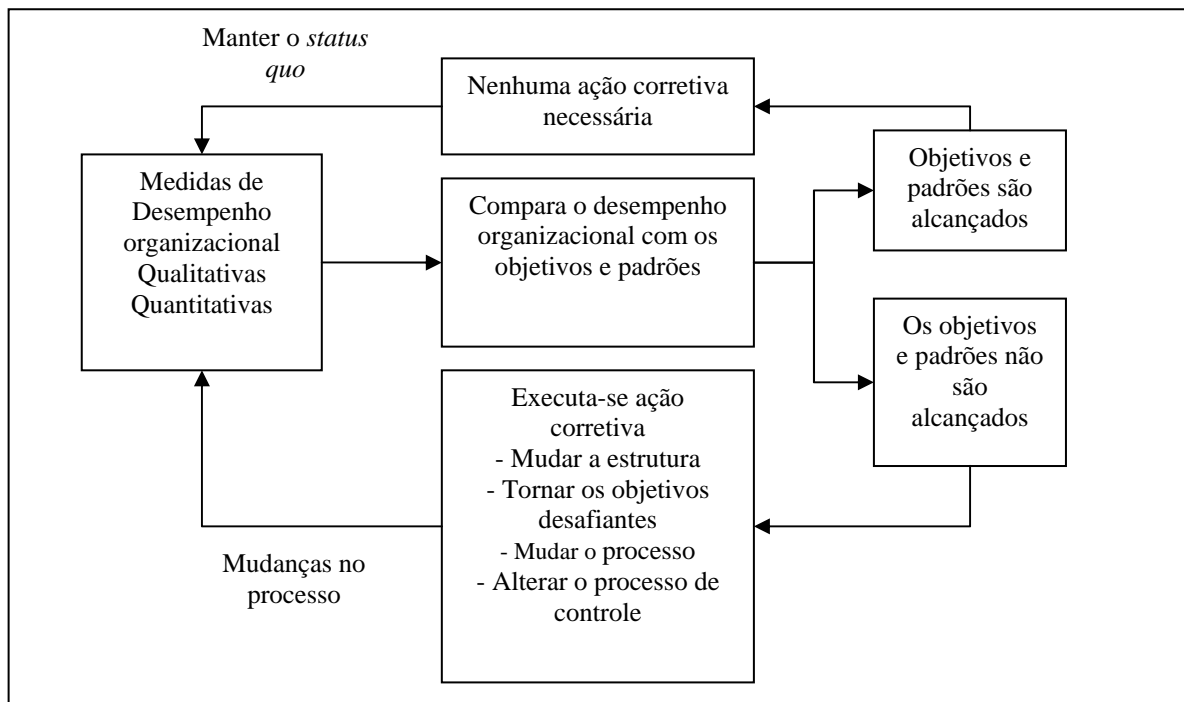 Manter o status
quo
Nenhuma ação corretiva
necessária
Objetivos e
padrões são
alcançados
Medidas de
Desempenho
organizacional
Qualitativas
Quantitativas
Compara o desempenho
organizacional com os
objetivos e padrões
Os objetivos
e padrões não
são
alcançados
Executa-se ação
corretiva
- Mudar a estrutura
- Tornar os objetivos
desafiantes
- Mudar o processo
- Alterar o processo de
controle
Mudanças no
processo